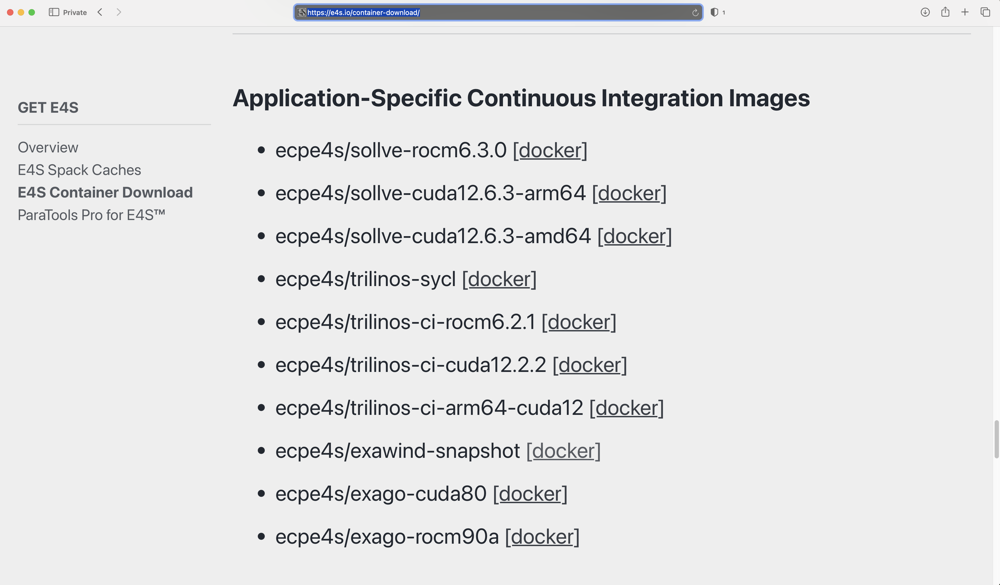 Private
https://e4s.io/container-download/
1
GET E4S
Overview
E4S Spack Caches
E4S Container Download
ParaTools Pro for E4S™
Application-Specific Continuous Integration Images
• ecpe4s/sollve-rocm6.3.0 [docker]
• ecpe4s/sollve-cuda12.6.3-arm64 [docker]
• ecpe4s/sollve-cuda12.6.3-amd64 [docker]
• ecpe4s/trilinos-sycl [docker]
• ecpe4s/trilinos-ci-rocm6.2.1 [docker]
• ecpe4s/trilinos-ci-cuda12.2.2 [docker]
• ecpe4s/trilinos-ci-arm64-cuda12 [docker]
• ecpe4s/exawind-snapshot [docker]
• ecpe4s/exago-cuda80 [docker]
• ecpe4s/exago-rocm90a [docker]